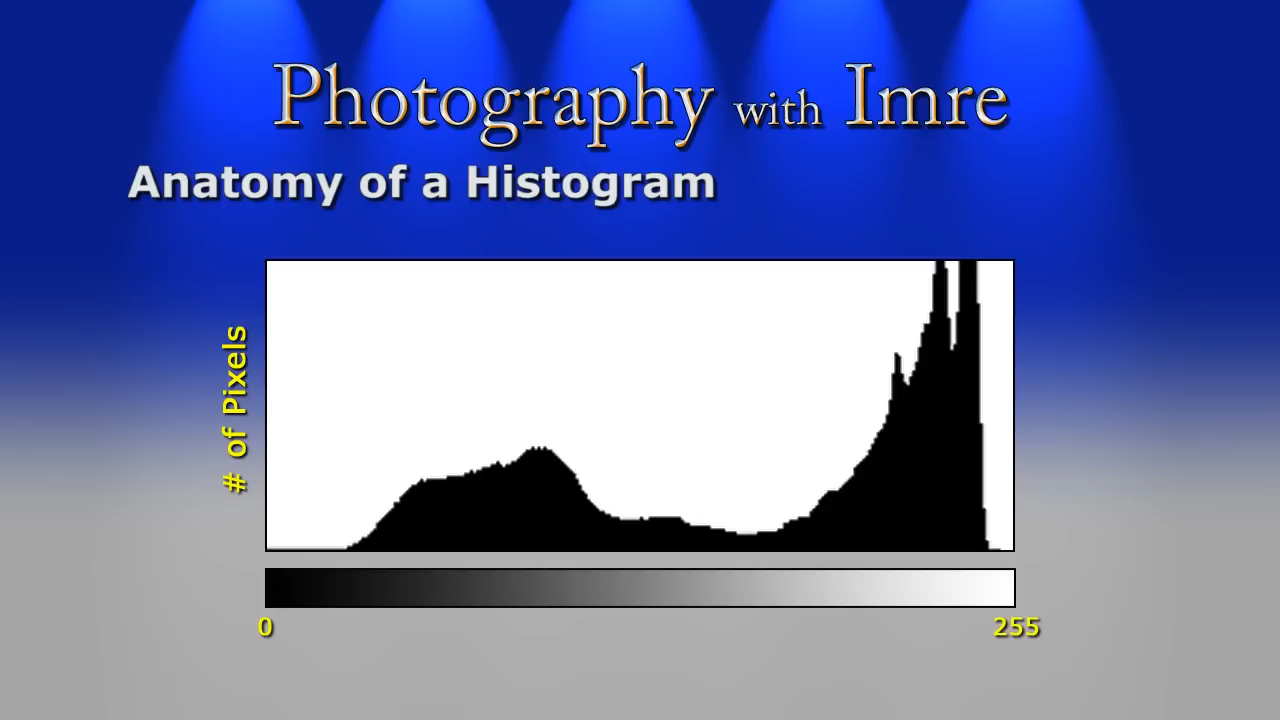 Photography with Imre
Anatomy of a Histogram
# of Pixels
0
255